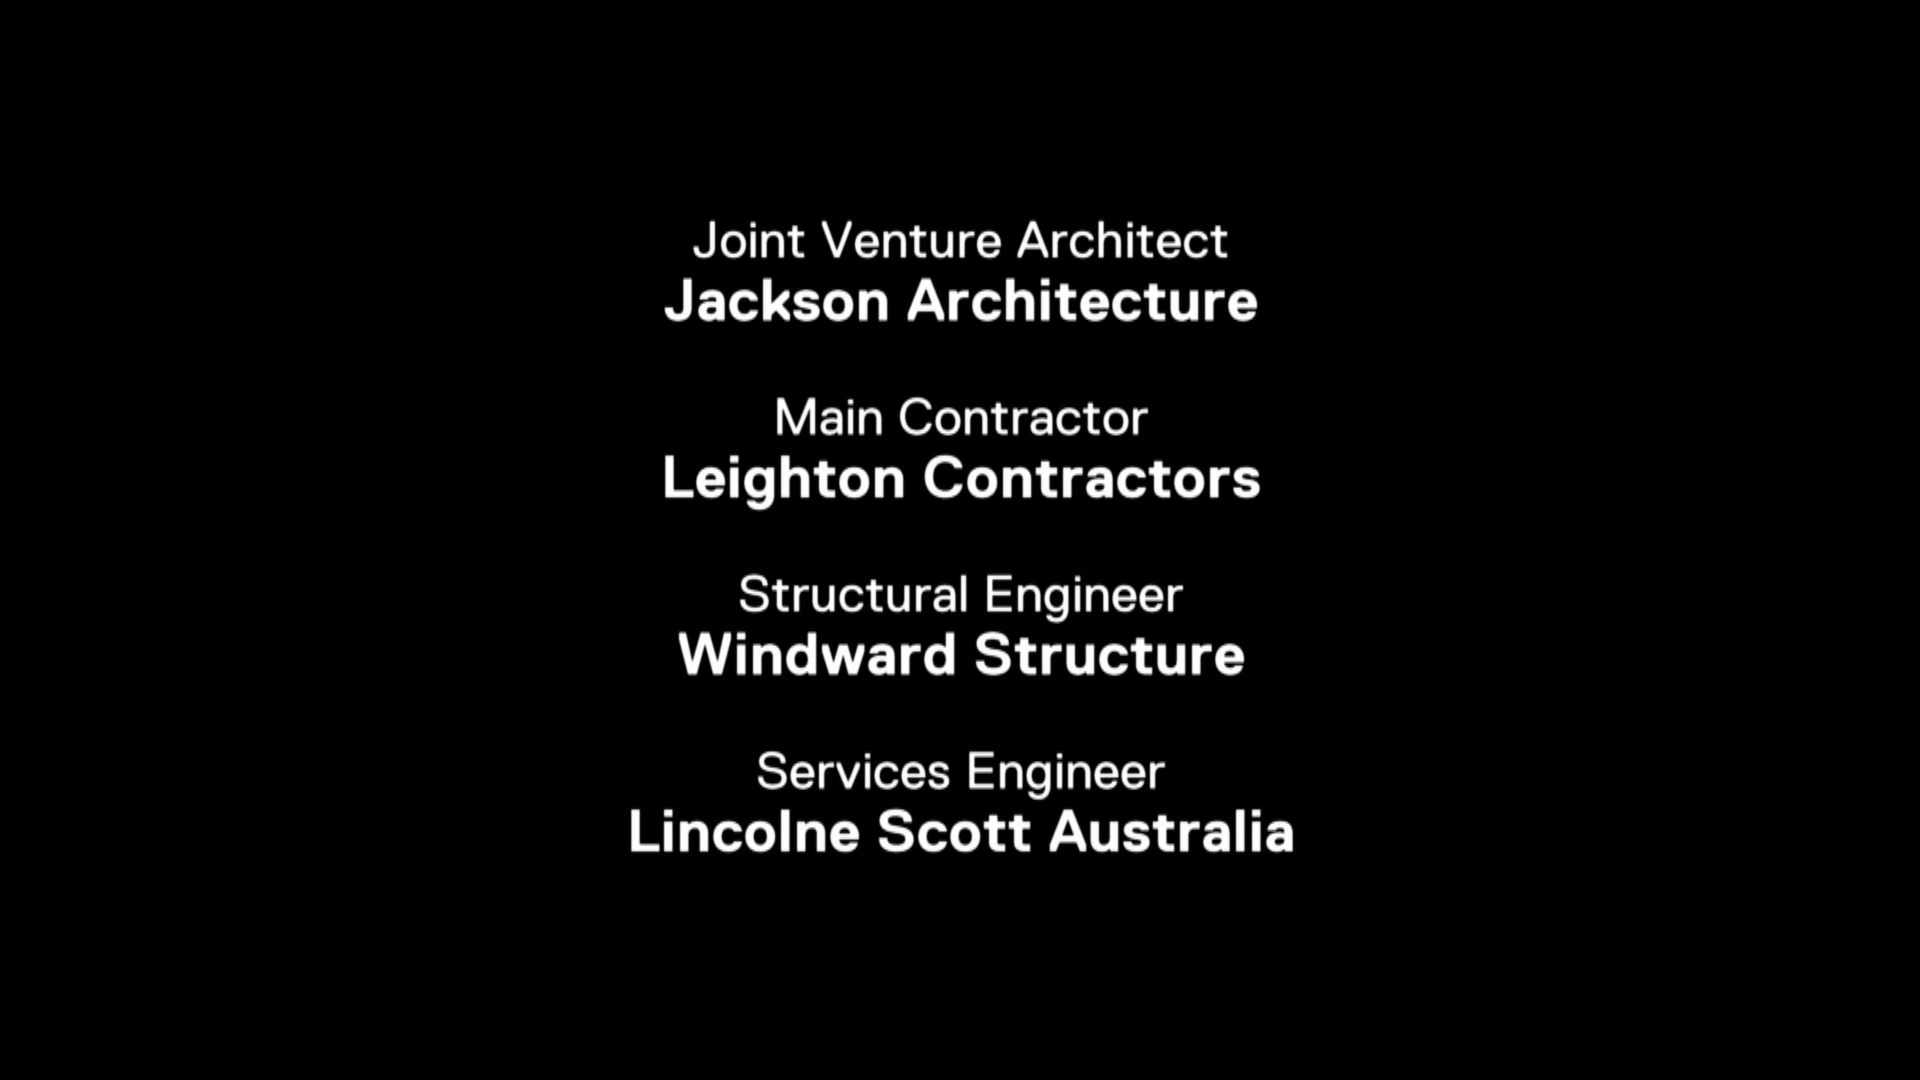 Joint Venture Architect
Jackson Architecture
Main Contractor
Leighton Contractors
Structural Engineer
Windward Structure
Services Engineer
Lincolne Scott Australia